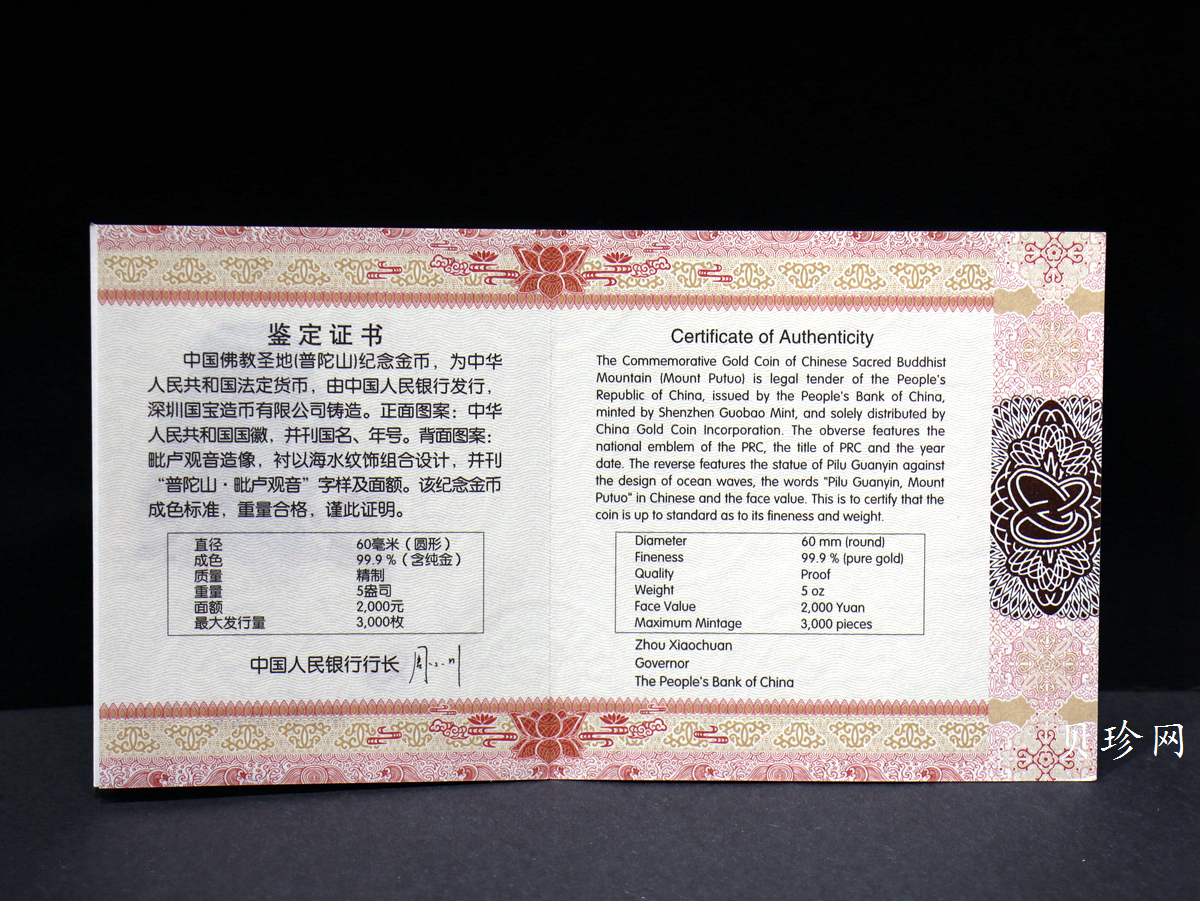 鉴定证书
中国佛教圣地(普陀山)纪念金币，为中华
人民共和国法定货币，由中国人民银行发行，
深圳国宝造币有限公司铸造。正面图案：中华
人民共和国国徽，并刊国名、年号。背面图案：
毗卢观音造像，衬以海水纹饰组合设计，并刊
“普陀山·毗卢观音”字样及面额。该纪念金币
成色标准，重量合格，谨此证明。
直径 60毫米（圆形）
成色 99.9％（含纯金）
质量 精制
重量 5盎司
面额 2,000元
最大发行量 3,000枚
中国人民银行行长 周小川
Certificate of Authenticity
The Commemorative Gold Coin of Chinese Sacred Buddhist
Mountain (Mount Putuo) is legal tender of the People's
Republic of China, issued by the People's Bank of China,
minted by Shenzhen Guobao Mint, and solely distributed by
China Gold Coin Incorporation. The obverse features the
national emblem of the PRC, the title of PRC and the year
date. The reverse features the statue of Pilu Guanyin against
the design of ocean waves, the words "Pilu Guanyin, Mount
Putuo" in Chinese and the face value. This is to certify that the
coin is up to standard as to its fineness and weight.
Diameter 60 mm (round)
Fineness 99.9 % (pure gold)
Quality Proof
Weight 5 oz
Face Value 2,000 Yuan
Maximum Mintage 3,000 pieces
Zhou Xiaochuan
Governor
The People's Bank of China
贝珍网